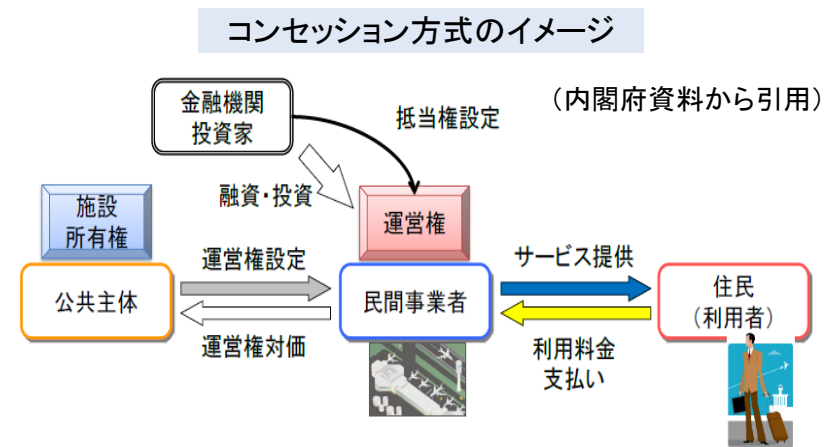 コンセッション方式のイメージ
（内閣府資料から引用）
金融機関
投資家
抵当権設定
融資・投資
施設
所有権
運営権
運営権設定
サービス提供
公共主体
民間事業者
住民
（利用者）
運営権対価
利用料金
支払い